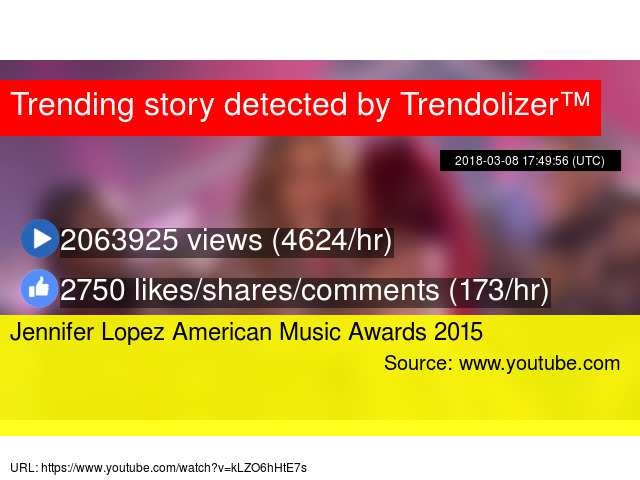 Trending story detected by Trendolizer™
2018-03-08 17:49:56 (UTC)
2063925 views (4624/hr)
2750 likes/shares/comments (173/hr)
Jennifer Lopez American Music Awards 2015
Source: www.youtube.com
URL: https://www.youtube.com/watch?v=kLZO6hHtE7s